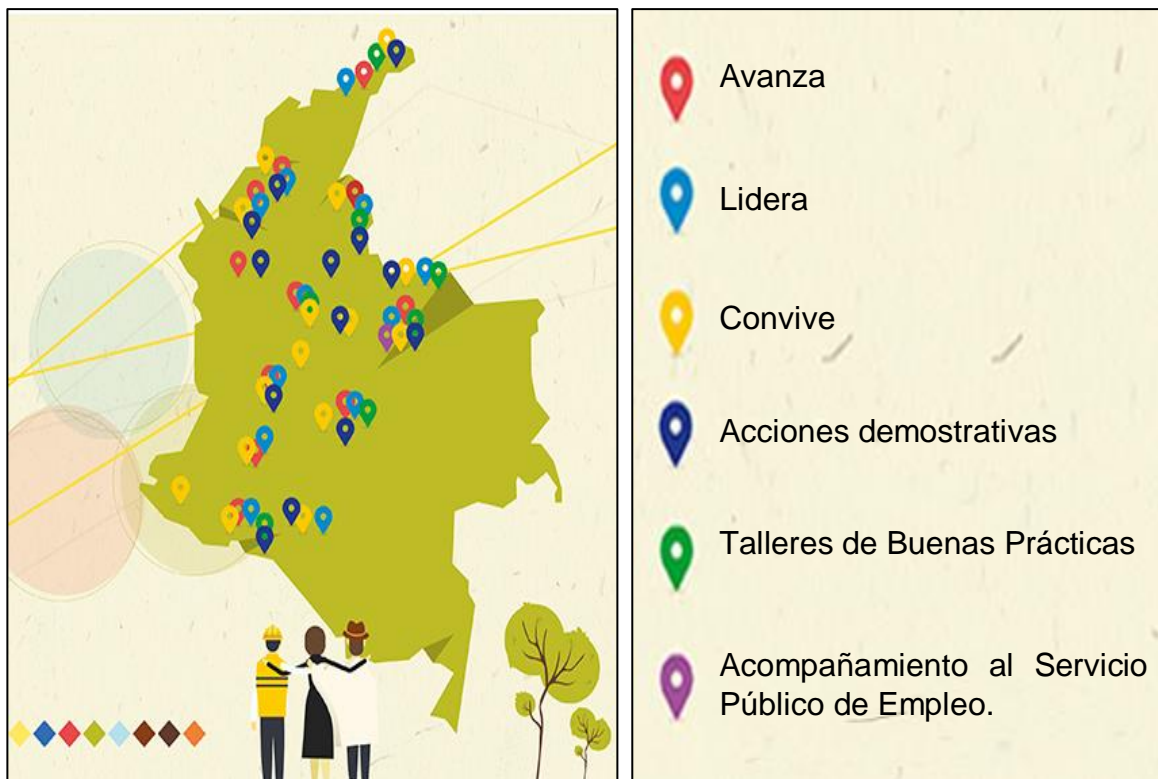 Avanza
Lidera
Convive
Acciones demostrativas
Talleres de Buenas Prácticas
Acompañamiento al Servicio
Público de Empleo.